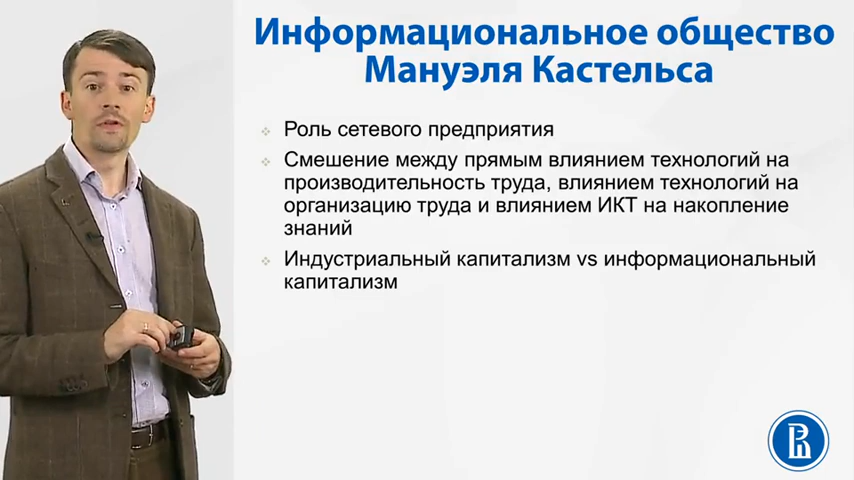 Информациональное общество
Мануэля Кастельса
Роль сетевого предприятия
Смешение между прямым влиянием технологий на
производительность труда, влиянием технологий на
организацию труда и влиянием ИКТ на накопление
знаний
Индустриальный капитализм vs информациональный
капитализм